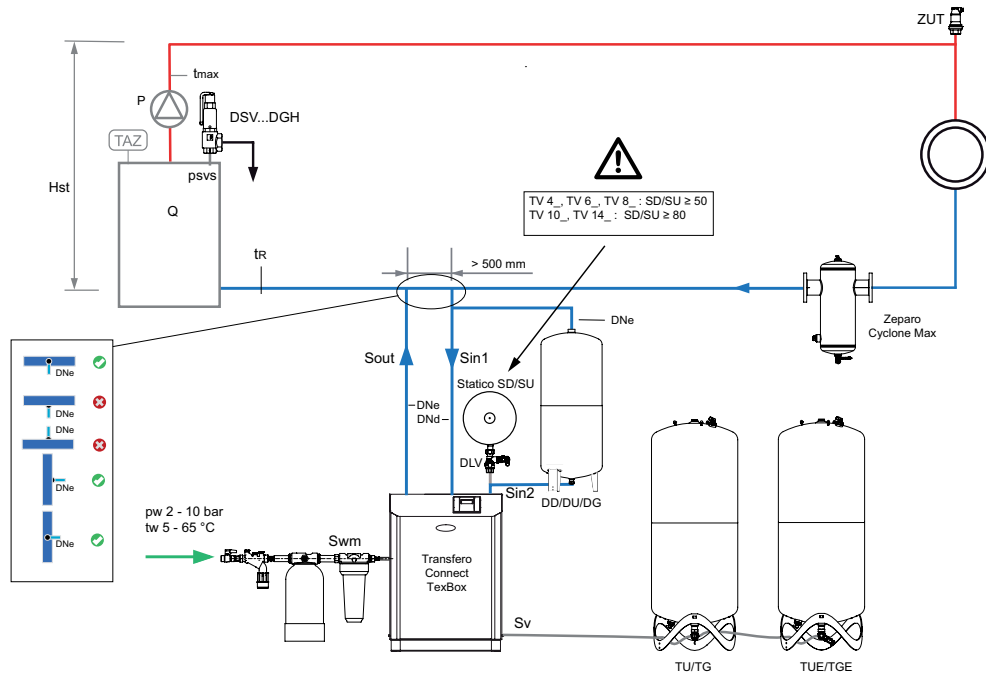 ZUT
tmax
P
DSV...DGH
TAZ
psvs
Hst
Q
TV 4_, TV 6_, TV 8_ : SD/SU ≥ 50
TV 10_, TV 14_ : SD/SU ≥ 80
tR
> 500 mm
DNe
Zeparo
Cyclone Max
Sout
Sin1
Statico SD/SU
DNe
DNe
DNe
DNe
DNd
DLV
DNe
Sin2
DD/DU/DG
pw 2 - 10 bar
tw 5 - 65 °C
DNe
Swm
Transfero
Connect
TexBox
Sv
TU/TG
TUE/TGE